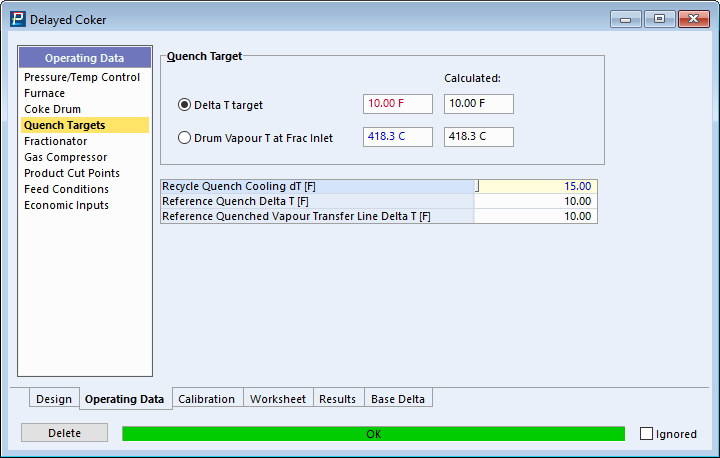 Delayed Coker
Operating Data
Pressure/Temp Control
Furnace
Coke Drum
Quench Targets
Fractionator
Gas Compressor
Product Cut Points
Feed Conditions
Economic Inputs
Quench Target
Calculated:
Delta T target 10.00 F 10.00 F
Drum Vapour T at Frac Inlet 418.3 C 418.3 C
Recycle Quench Cooling dT [F] 15.00
Reference Quench Delta T [F] 10.00
Reference Quenched Vapour Transfer Line Delta T [F] 10.00
Design Operating Data Calibration Worksheet Results Base Delta
Delete OK Ignored